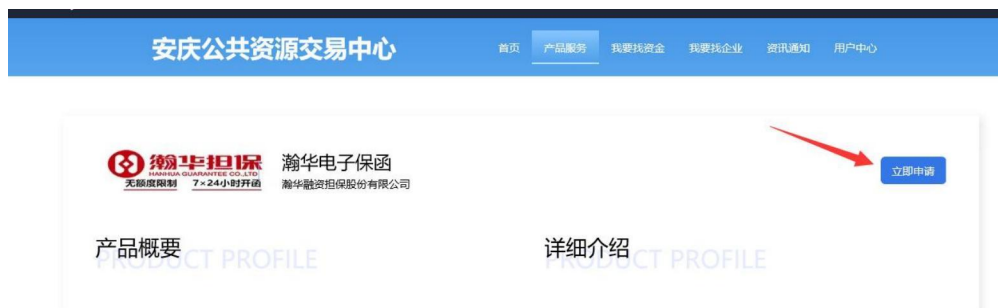 安庆公共资源交易中心
首页 产品服务 我要找资金 我要找企业 资讯通知 用户中心
瀚华担保
HANHUA GUARANTEE CO.,LTD
无额度限制 7×24小时开函
瀚华电子保函
瀚华融资担保股份有限公司
立即申请
产品概要
PRODUCT PROFILE
详细介绍
PRODUCT PROFILE